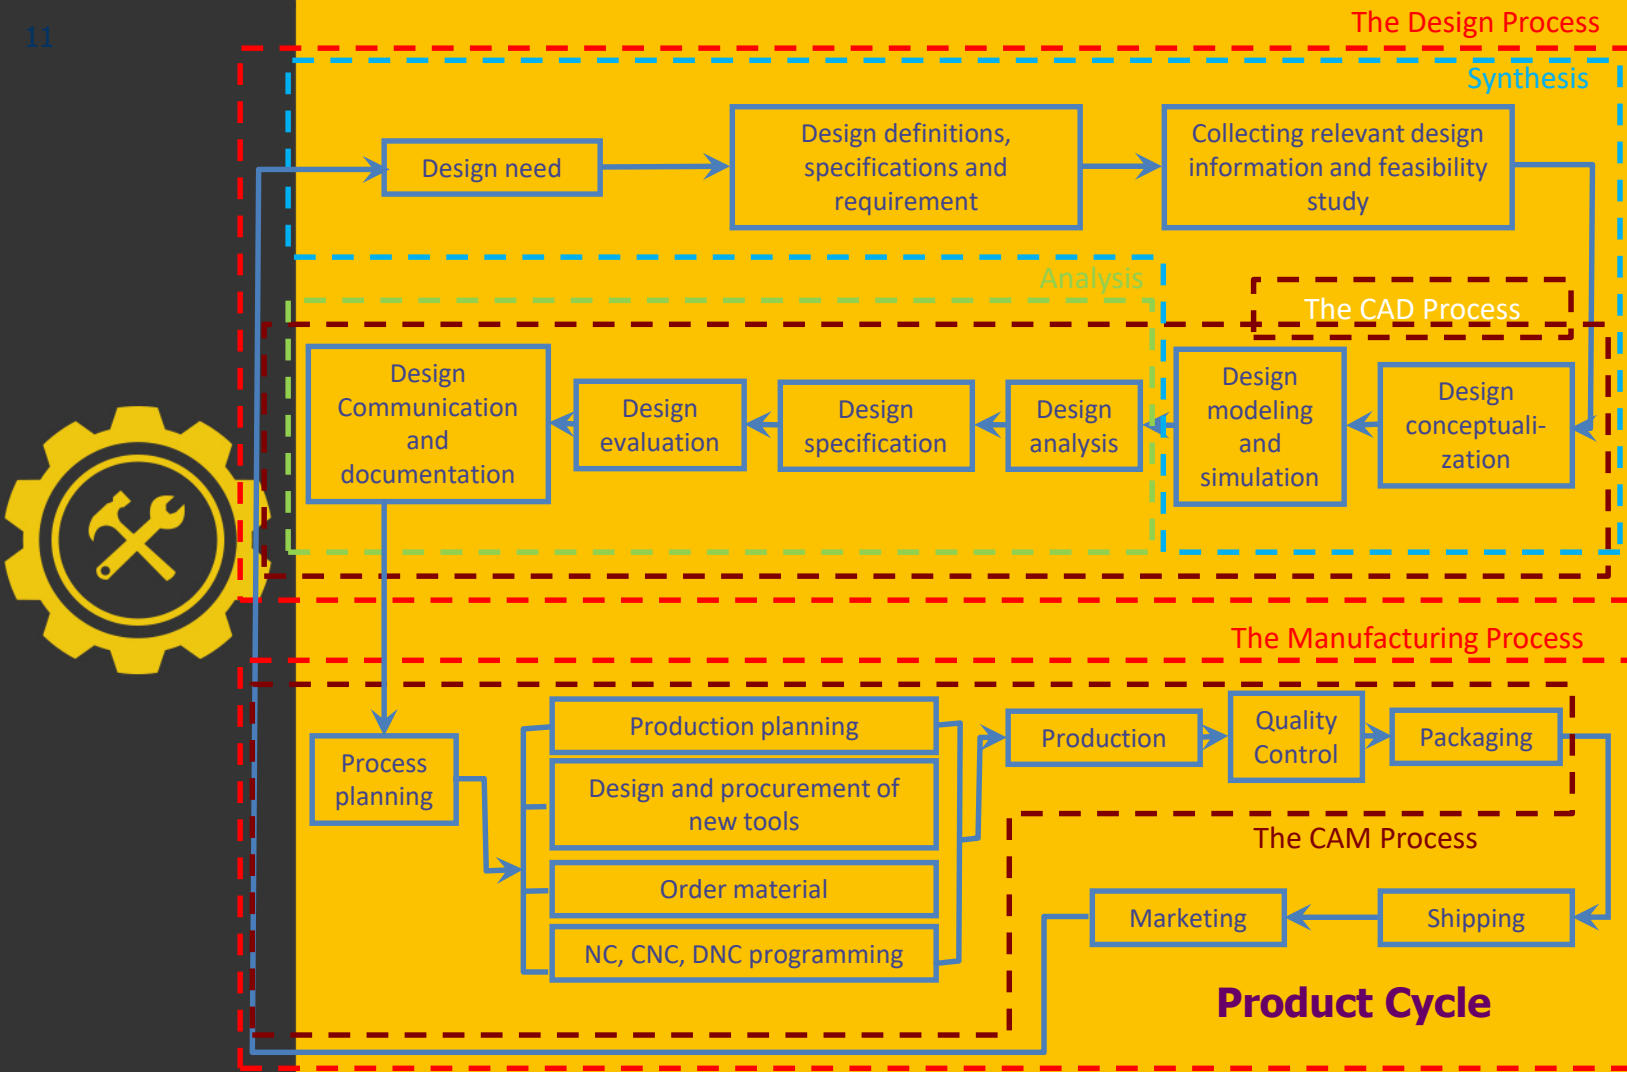 11
The Design Process
Synthesis
Design need
Design definitions,
specifications and
requirement
Collecting relevant design
information and feasibility
study
Analysis
The CAD Process
Design
Communication
and
documentation
Design
evaluation
Design
specification
Design
analysis
Design
modeling
and
simulation
Design
conceptuali-
zation
The Manufacturing Process
Process
planning
Production planning
Design and procurement of
new tools
Order material
NC, CNC, DNC programming
Production
Quality
Control
Packaging
The CAM Process
Marketing
Shipping
Product Cycle